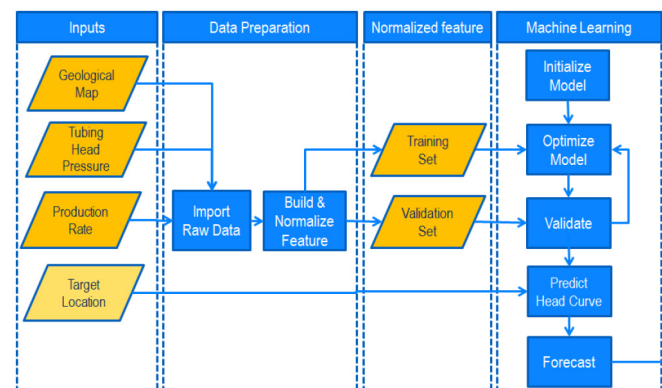 Inputs
Data Preparation
Normalized feature
Machine Learning
Geological
Map
Tubing
Head
Pressure
Production
Rate
Target
Location
Import
Raw Data
Build &
Normalize
Feature
Training
Set
Validation
Set
Initialize
Model
Optimize
Model
Validate
Predict
Head Curve
Forecast